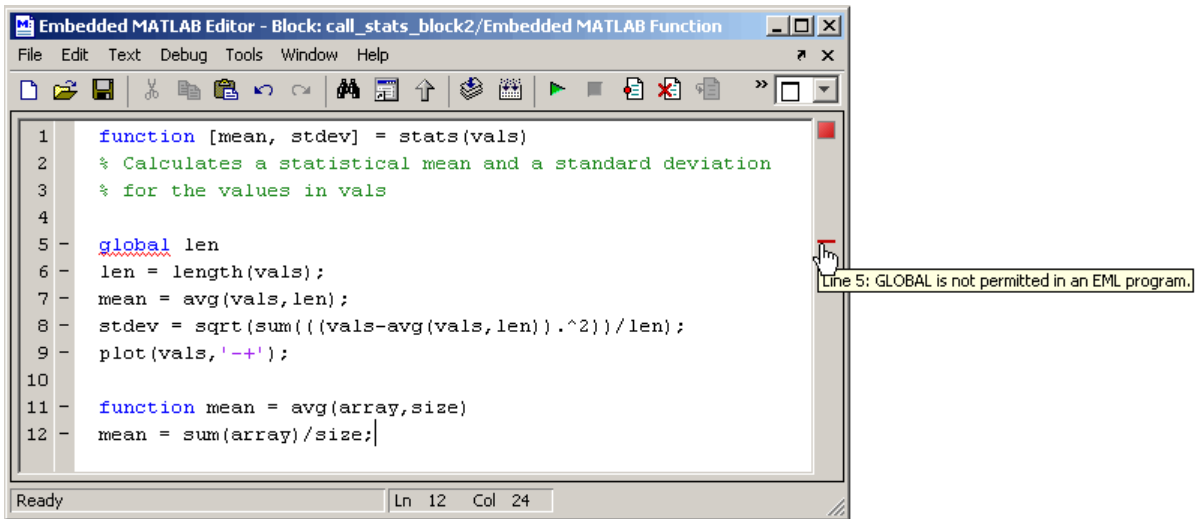 Embedded MATLAB Editor - Block: call_stats_block2/Embedded MATLAB Function
File Edit Text Debug Tools Window Help
»
1 function [mean, stdev] = stats(vals)
2 % Calculates a statistical mean and a standard deviation
3 % for the values in vals
4
5 - global len
6 - len = length(vals);
7 - mean = avg(vals,len);
8 - stdev = sqrt(sum(((vals-avg(vals,len)).^2))/len);
9 - plot(vals,'-+');
10
11 - function mean = avg(array,size)
12 - mean = sum(array)/size;
Line 5: GLOBAL is not permitted in an EML program.
Ready Ln 12 Col 24